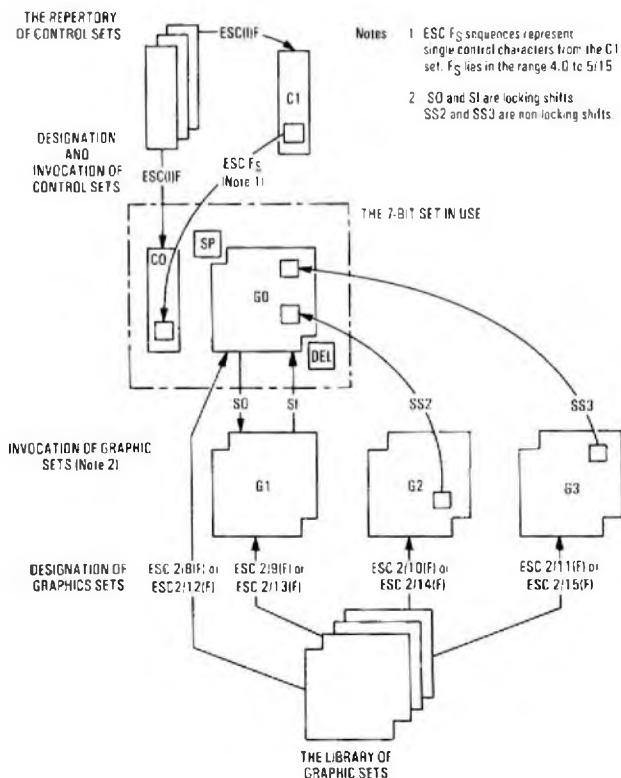 THE REPERTORY
OF CONTROL SETS
ESC(I)F
C1
Notes 1 ESC FS sequences represent
single control characters from the C1
set. FS lies in the range 4.0 to 5/15
2 SO and SI are locking shifts
SS2 and SS3 are non locking shifts
DESIGNATION
AND
INVOCATION OF
CONTROL SETS
ESC(I)F
ESC FS
(Note 1)
THE 7-BIT SET IN USE
C0
SP
G0
DEL
SO
SI
SS2
SS3
INVOCATION OF GRAPHIC
SETS (Note 2)
G1
G2
G3
DESIGNATION OF
GRAPHICS SETS
ESC 2/8(F) or
ESC 2/12(F)
ESC 2/9(F) or
ESC 2/13(F)
ESC 2/10(F) or
ESC 2/14(F)
ESC 2/11(F) or
ESC 2/15(F)
THE LIBRARY OF
GRAPHIC SETS